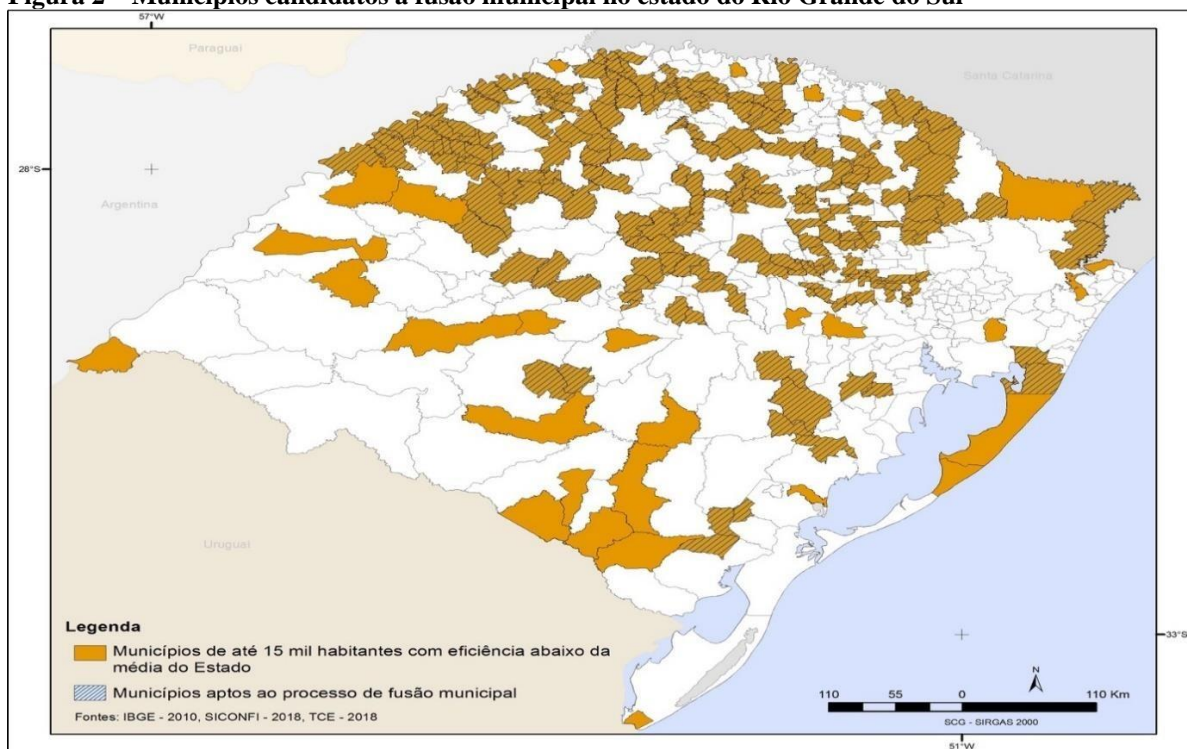 Figura 2 – Municípios candidatos à fusão municipal no estado do Rio Grande do Sul
57°W
Paraguai
Santa Catarina
28°S
Argentina
Uruguai
Legenda
Municípios de até 15 mil habitantes com eficiência abaixo da
média do Estado
Municípios aptos ao processo de fusão municipal
Fontes: IBGE - 2010, SICONFI - 2018, TCE - 2018
33°S
N
110 55 0 110 Km
SCG - SIRGAS 2000
51°W